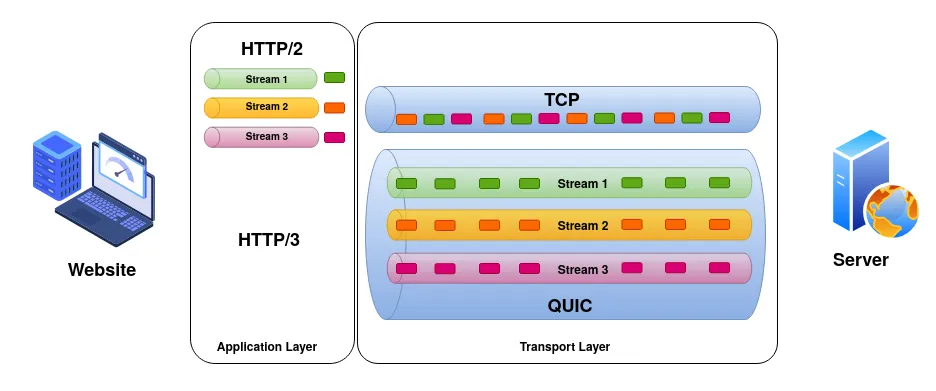 HTTP/2
Stream 1
Stream 2
Stream 3
HTTP/3
Application Layer
TCP
Stream 1
Stream 2
Stream 3
QUIC
Transport Layer
Website
Server